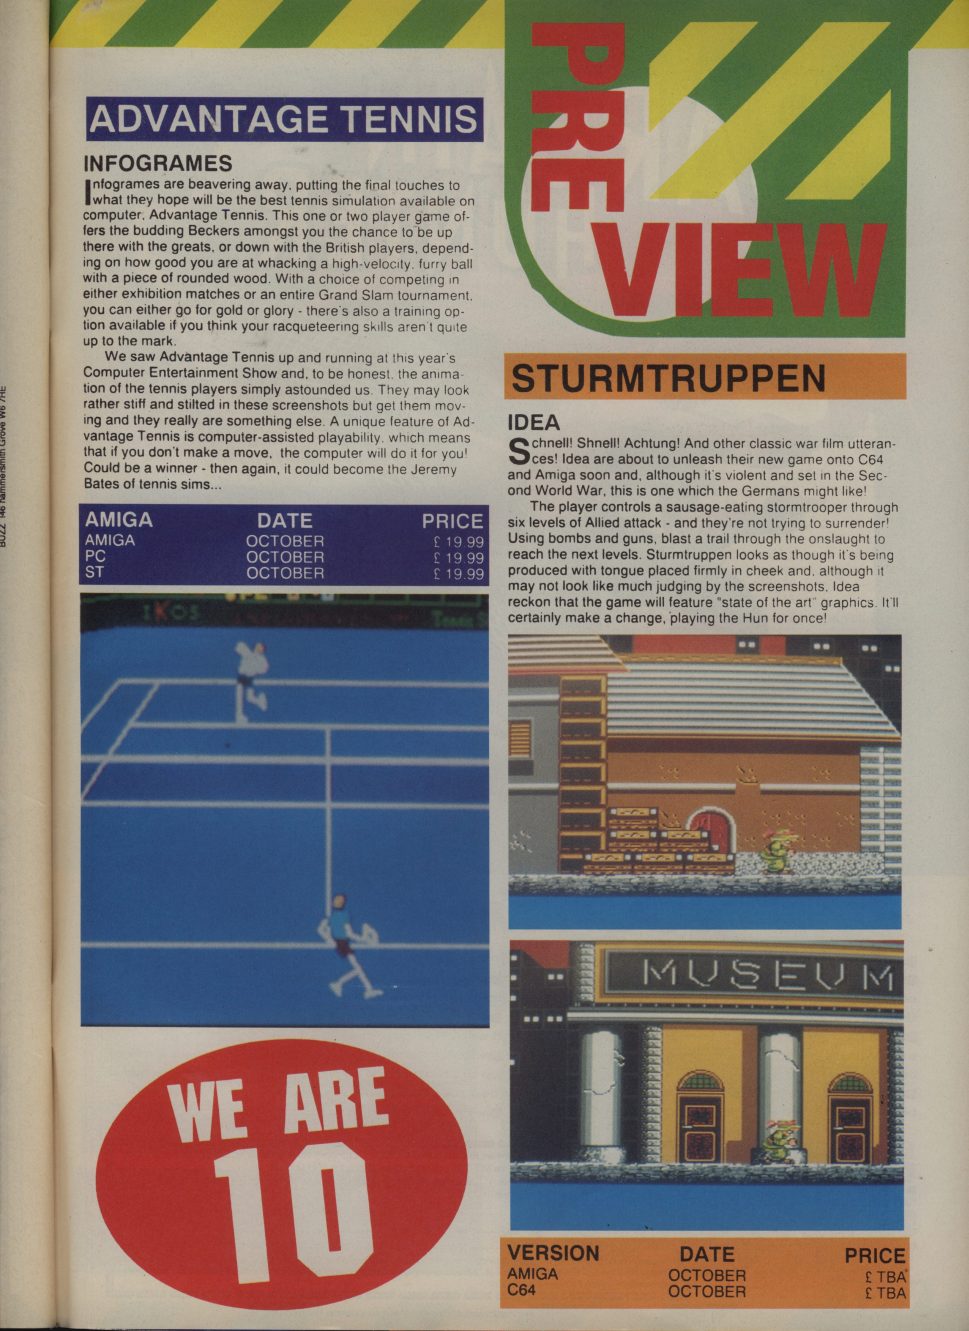 ADVANTAGE TENNIS
INFOGRAMES
Infogrames are beavering away, putting the final touches to
what they hope will be the best tennis simulation available on
computer, Advantage Tennis. This one or two player game of-
fers the budding Beckers amongst you the chance to be up
there with the greats, or down with the British players, depend-
ing on how good you are at whacking a high-velocity, furry ball
with a piece of rounded wood. With a choice of competing in
either exhibition matches or an entire Grand Slam tournament,
you can either go for gold or glory - there's also a training op-
tion available if you think your racqueteering skills aren't quite
up to the mark.
We saw Advantage Tennis up and running at this year's
Computer Entertainment Show and, to be honest, the anima-
tion of the tennis players simply astounded us. They may look
rather stiff and stilted in these screenshots but get them mov-
ing and they really are something else. A unique feature of Ad-
vantage Tennis is computer-assisted playability, which means
that if you don't make a move, the computer will do it for you!
Could be a winner - then again, it could become the Jeremy
Bates of tennis sims...
AMIGA DATE PRICE
AMIGA OCTOBER £ 19.99
PC OCTOBER £ 19.99
ST OCTOBER £ 19.99
IKOS
WE ARE
10
PRE
VIEW
STURMTRUPPEN
IDEA
Schnell! Shnell! Achtung! And other classic war film utteran-
ces! Idea are about to unleash their new game onto C64
and Amiga soon and, although it's violent and set in the Sec-
ond World War, this is one which the Germans might like!
The player controls a sausage-eating stormtrooper through
six levels of Allied attack - and they're not trying to surrender!
Using bombs and guns, blast a trail through the onslaught to
reach the next levels. Sturmtruppen looks as though it's being
produced with tongue placed firmly in cheek and, although it
may not look like much judging by the screenshots, Idea
reckon that the game will feature "state of the art" graphics. It'll
certainly make a change, playing the Hun for once!
MUSEUM
VERSION DATE PRICE
AMIGA OCTOBER £ TBA
C64 OCTOBER £ TBA